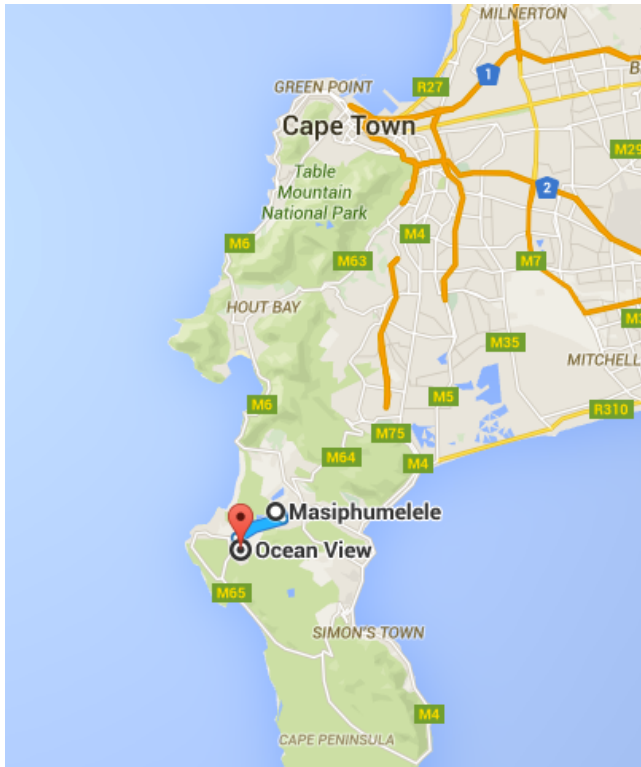 MILNERTON
1
B
GREEN POINT
R27
Cape Town
M29
Table
Mountain
National Park
2
M6
M4
M63
M7
HOUT BAY
M3
M35
MITCHELL
M5
M6
R310
M75
M64
M4
Masiphumelele
Ocean View
M65
SIMON'S TOWN
M4
CAPE PENINSULA